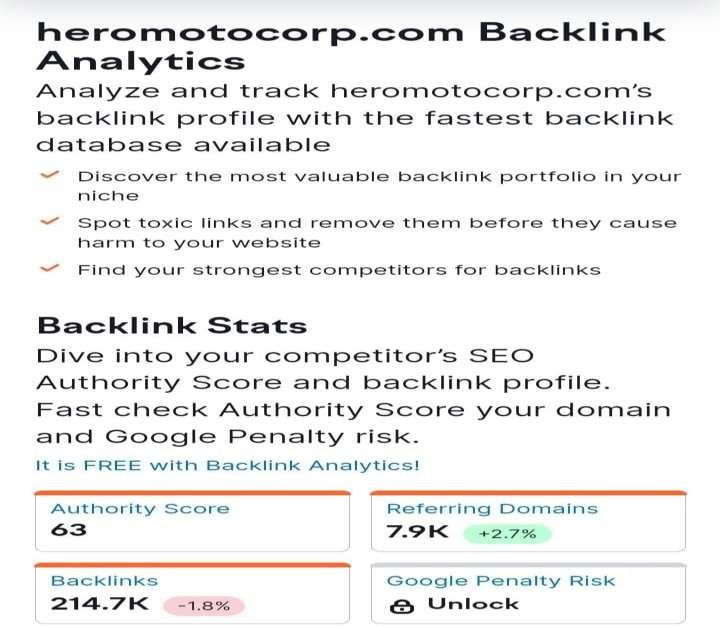 heromotocorp.com Backlink
Analytics
Analyze and track heromotocorp.com's
backlink profile with the fastest backlink
database available
Discover the most valuable backlink portfolio in your
niche
Spot toxic links and remove them before they cause
harm to your website
Find your strongest competitors for backlinks
Backlink Stats
Dive into your competitor's SEO
Authority Score and backlink profile.
Fast check Authority Score your domain
and Google Penalty risk.
It is FREE with Backlink Analytics!
Authority Score
63
Referring Domains
7.9K +2.7%
Backlinks
214.7K -1.8%
Google Penalty Risk
Unlock